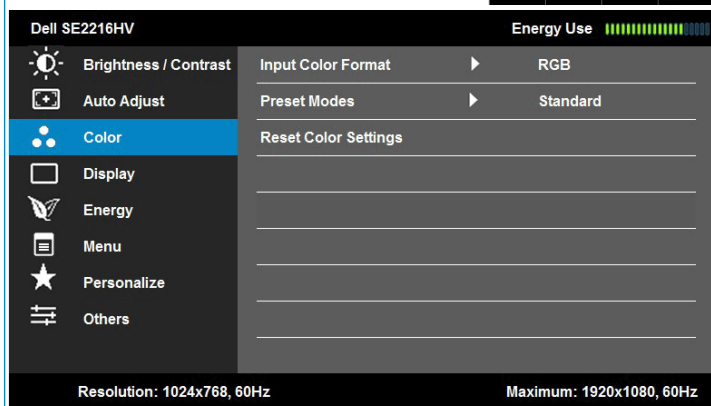 Dell SE2216HV Energy Use
Brightness / Contrast Input Color Format RGB
Auto Adjust Preset Modes Standard
Color Reset Color Settings
Display
Energy
Menu
Personalize
Others
Resolution: 1024x768, 60Hz Maximum: 1920x1080, 60Hz